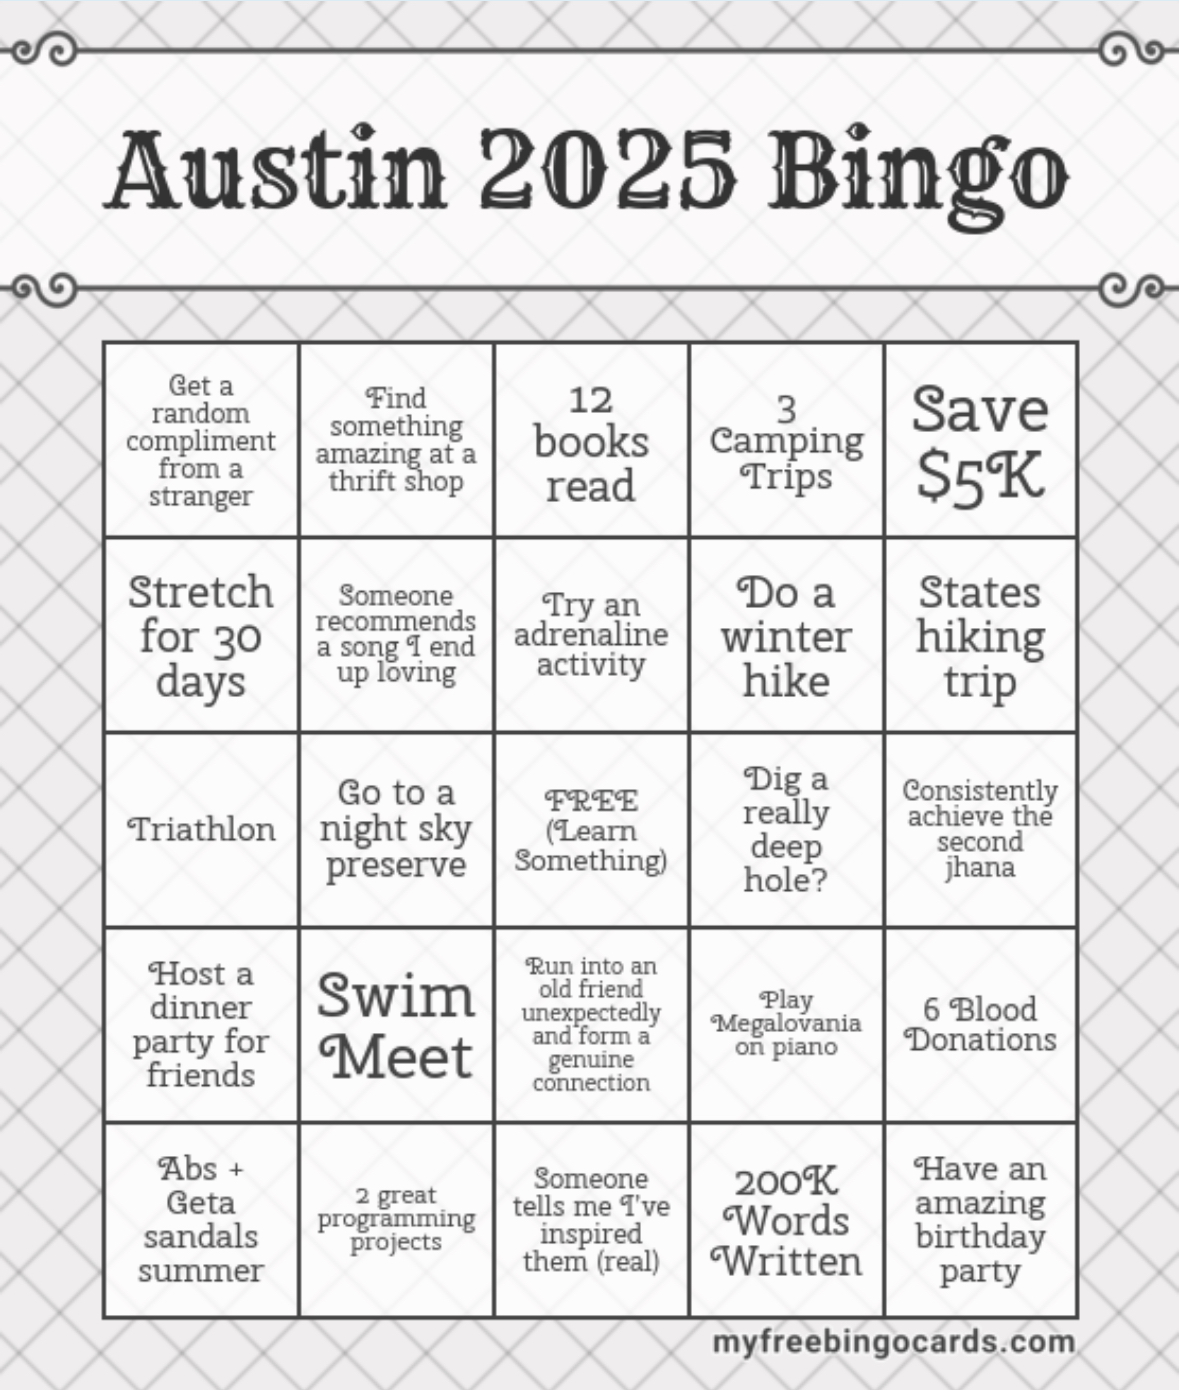 Austin 2025 Bingo
Get a
random
compliment
from a
stranger
Find
something
amazing at a
thrift shop
12
books
read
3
Camping
Trips
Save
$5K
Stretch
for 30
days
Someone
recommends
a song I end
up loving
Try an
adrenaline
activity
Do a
winter
hike
States
hiking
trip
Triathlon
Go to a
night sky
preserve
FREE
(Learn
Something)
Dig a
really
deep
hole?
Consistently
achieve the
second
jhana
Host a
dinner
party for
friends
Swim
Meet
Run into an
old friend
unexpectedly
and form a
genuine
connection
Play
Megalovania
on piano
6 Blood
Donations
Abs +
Geta
sandals
summer
2 great
programming
projects
Someone
tells me I've
inspired
them (real)
200K
Words
Written
Have an
amazing
birthday
party
myfreebingocards.com